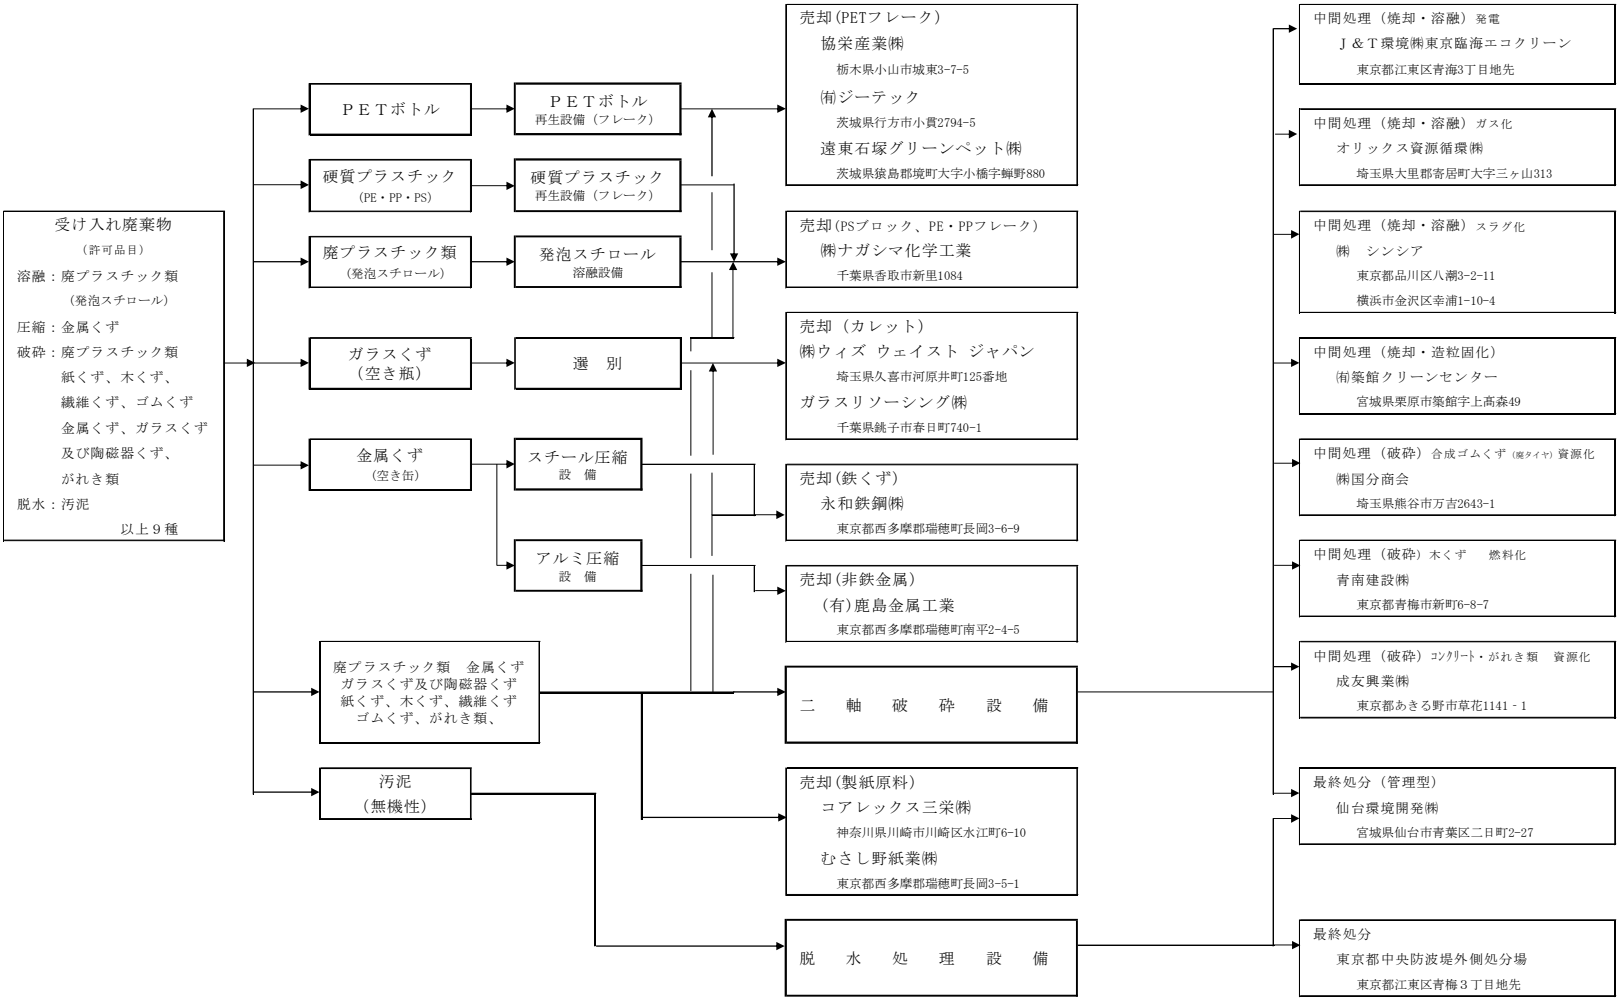 受け入れ廃棄物
(許可品目)
溶融：廃プラスチック類
(発泡スチロール)
圧縮：金属くず
破砕：廃プラスチック類
紙くず、木くず、
繊維くず、ゴムくず
金属くず、ガラスくず
及び陶磁器くず、
がれき類
脱水：汚泥
以上９種
ＰＥＴボトル
硬質プラスチック
(PE・PP・PS)
廃プラスチック類
(発泡スチロール)
ガラスくず
(空き瓶)
金属くず
(空き缶)
廃プラスチック類　金属くず
ガラスくず及び陶磁器くず
紙くず、木くず、繊維くず
ゴムくず、がれき類、
汚泥
(無機性)
ＰＥＴボトル
再生設備（フレーク）
硬質プラスチック
再生設備（フレーク）
発泡スチロール
溶融設備
選　別
スチール圧縮
設　備
アルミ圧縮
設　備
売却(PETフレーク)
協栄産業㈱
栃木県小山市城東3-7-5
㈲ジーテック
茨城県行方市小貫2794-5
遠東石塚グリーンペット㈱
茨城県猿島郡境町大字小橋字蝉野880
売却(PSブロック、PE・PPフレーク)
㈱ナガシマ化学工業
千葉県香取市新里1084
売却（カレット）
㈱ウィズ ウェイスト ジャパン
埼玉県久喜市河原井町125番地
ガラスリソーシング㈱
千葉県銚子市春日町740-1
売却(鉄くず)
永和鉄鋼㈱
東京都西多摩郡瑞穂町長岡3-6-9
売却(非鉄金属)
(有)鹿島金属工業
東京都西多摩郡瑞穂町南平2-4-5
二　軸　破　砕　設　備
売却(製紙原料)
コアレックス三栄㈱
神奈川県川崎市川崎区水江町6-10
むさし野紙業㈱
東京都西多摩郡瑞穂町長岡3-5-1
脱　水　処　理　設　備
中間処理（焼却・溶融）発電
Ｊ＆Ｔ環境㈱東京臨海エコクリーン
東京都江東区青海3丁目地先
中間処理（焼却・溶融）ガス化
オリックス資源循環㈱
埼玉県大里郡寄居町大字三ヶ山313
中間処理（焼却・溶融）スラグ化
㈱　シンシア
東京都品川区八潮3-2-11
横浜市金沢区幸浦1-10-4
中間処理（焼却・造粒固化）
㈲築館クリーンセンター
宮城県栗原市築館字上高森49
中間処理（破砕）合成ゴムくず（廃タイヤ）資源化
㈱国分商会
埼玉県熊谷市万吉2643-1
中間処理（破砕）木くず　燃料化
青南建設㈱
東京都青梅市新町6-8-7
中間処理（破砕）ｺﾝｸﾘｰﾄ・がれき類　資源化
成友興業㈱
東京都あきる野市草花1141‐1
最終処分（管理型）
仙台環境開発㈱
宮城県仙台市青葉区二日町2-27
最終処分
東京都中央防波堤外側処分場
東京都江東区青梅３丁目地先